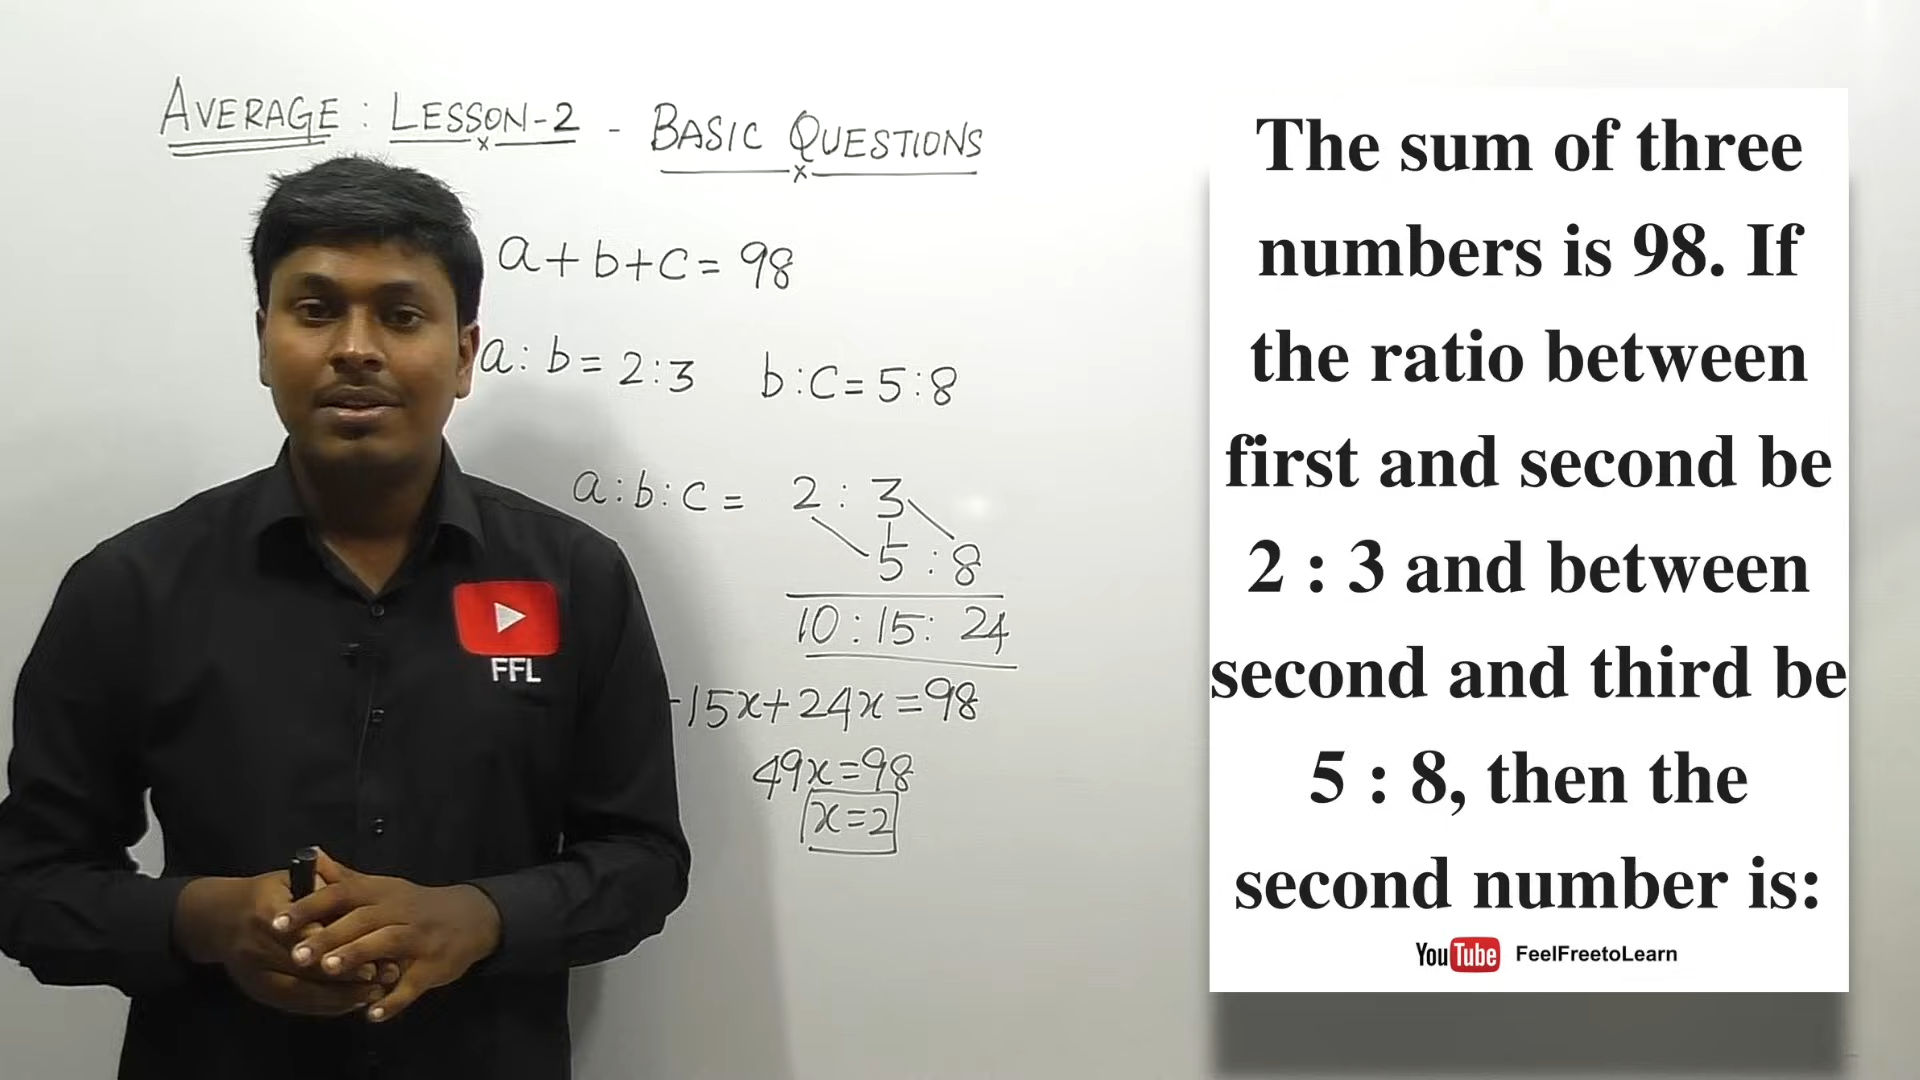 AVERAGE : LESSON-2 - BASIC QUESTIONS
a+b+c = 98
a : b = 2:3 b:c = 5:8
a : b : c = 2 : 3
5 : 8
10 : 15 : 24
-15x+24x = 98
49x=98
x=2
FFL
The sum of three
numbers is 98. If
the ratio between
first and second be
2 : 3 and between
second and third be
5 : 8, then the
second number is:
YouTube FeelFreetoLearn